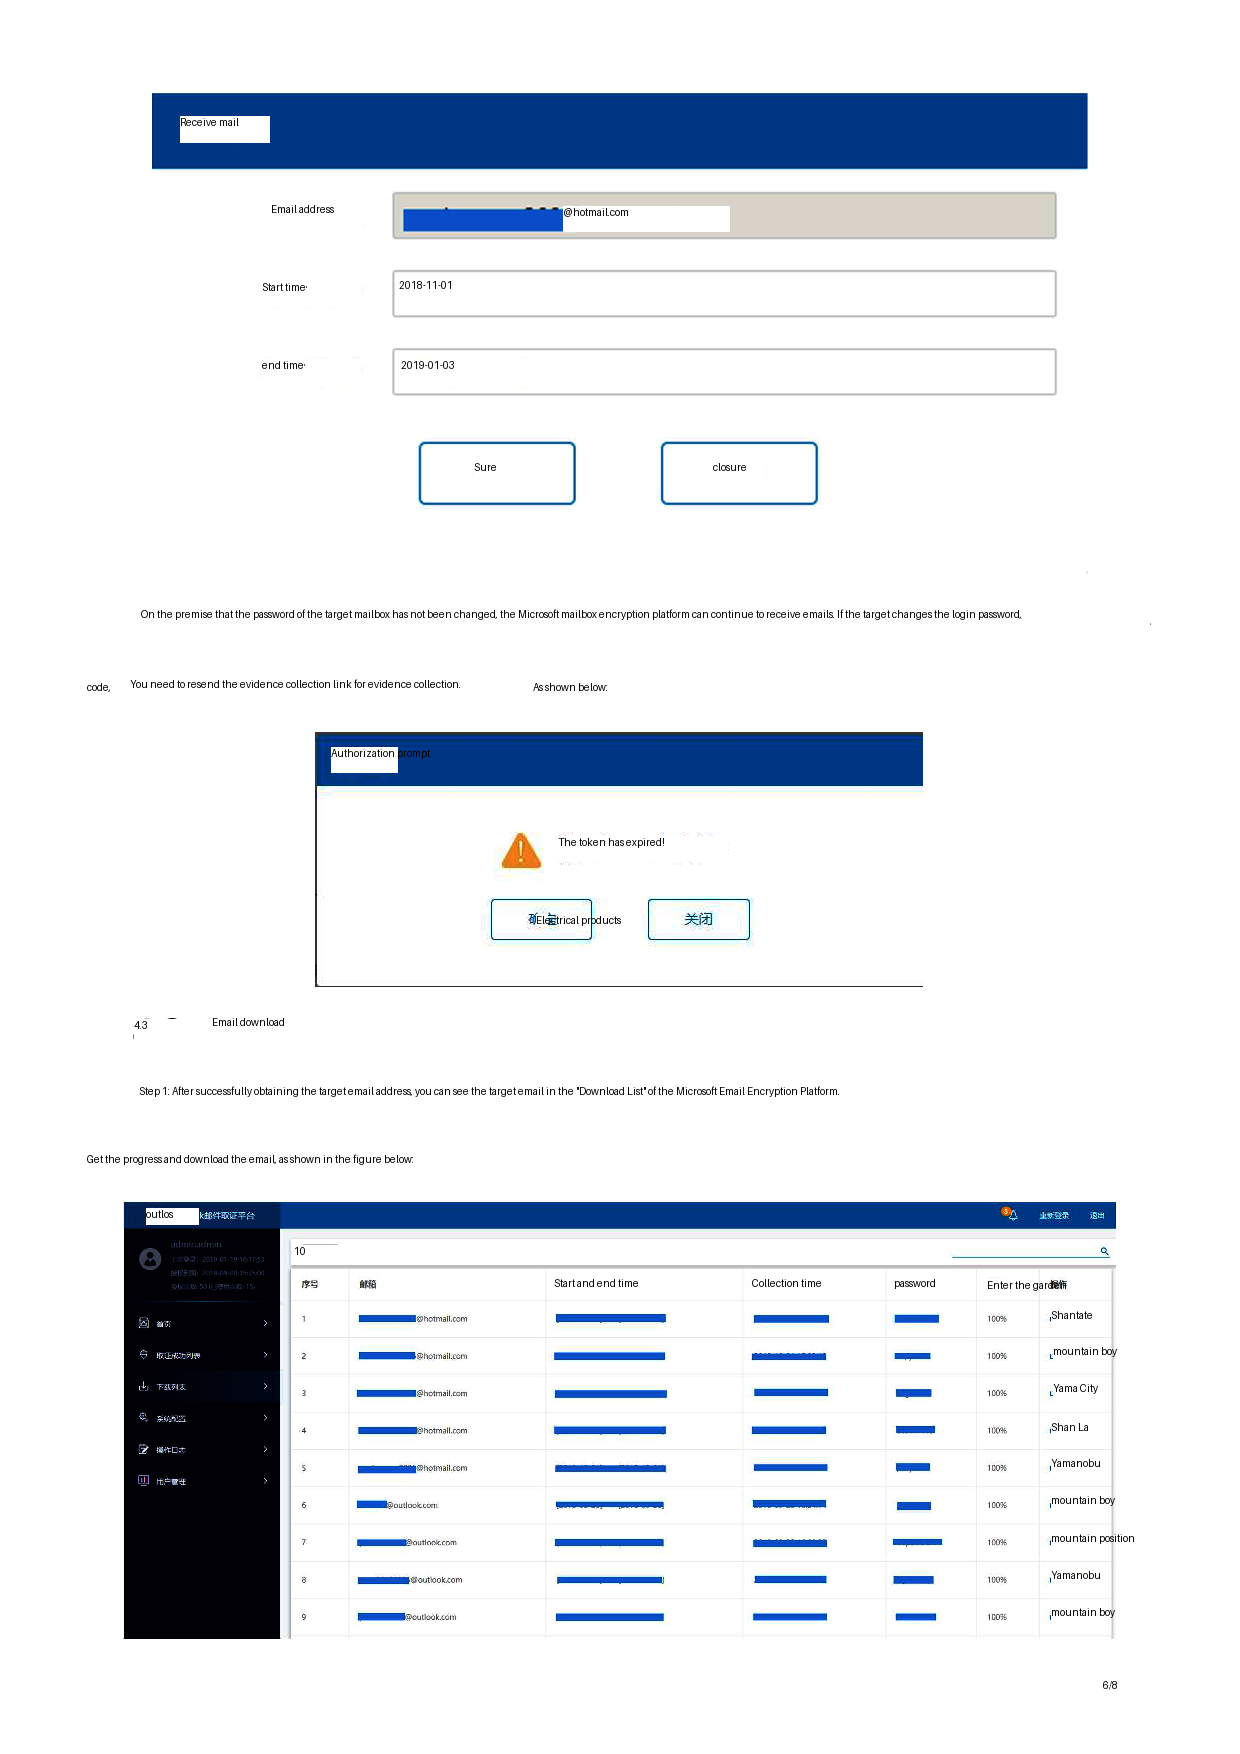 Receive mail
Email address
@hotmail.com
Start time
2018-11-01
end time
2019-01-03
Sure
closure
On the premise that the password of the target mailbox has not been changed, the Microsoft mailbox encryption platform can continue to receive emails. If the target changes the login password,
code, You need to resend the evidence collection link for evidence collection. As shown below:
Authorization prompt
The token has expired!
Electrical products
关闭
4.3 Email download
Step 1: After successfully obtaining the target email address, you can see the target email in the "Download List" of the Microsoft Email Encryption Platform.
Get the progress and download the email, as shown in the figure below:
outlos k邮件取证平台 3 重新登录 退出
adminadmin
2019-01-19 16:17:53
10
序号 邮箱 Start and end time Collection time password Enter the garden
首页
取证成功列表
下载列表
系统配置
操作日志
用户管理
1 @hotmail.com 100% Shantate
2 @hotmail.com 100% mountain boy
3 @hotmail.com 100% Yama City
4 @hotmail.com 100% Shan La
5 @hotmail.com 100% Yamanobu
6 @outlook.com 100% mountain boy
7 @outlook.com 100% mountain position
8 @outlook.com 100% Yamanobu
9 @outlook.com 100% mountain boy
6/8